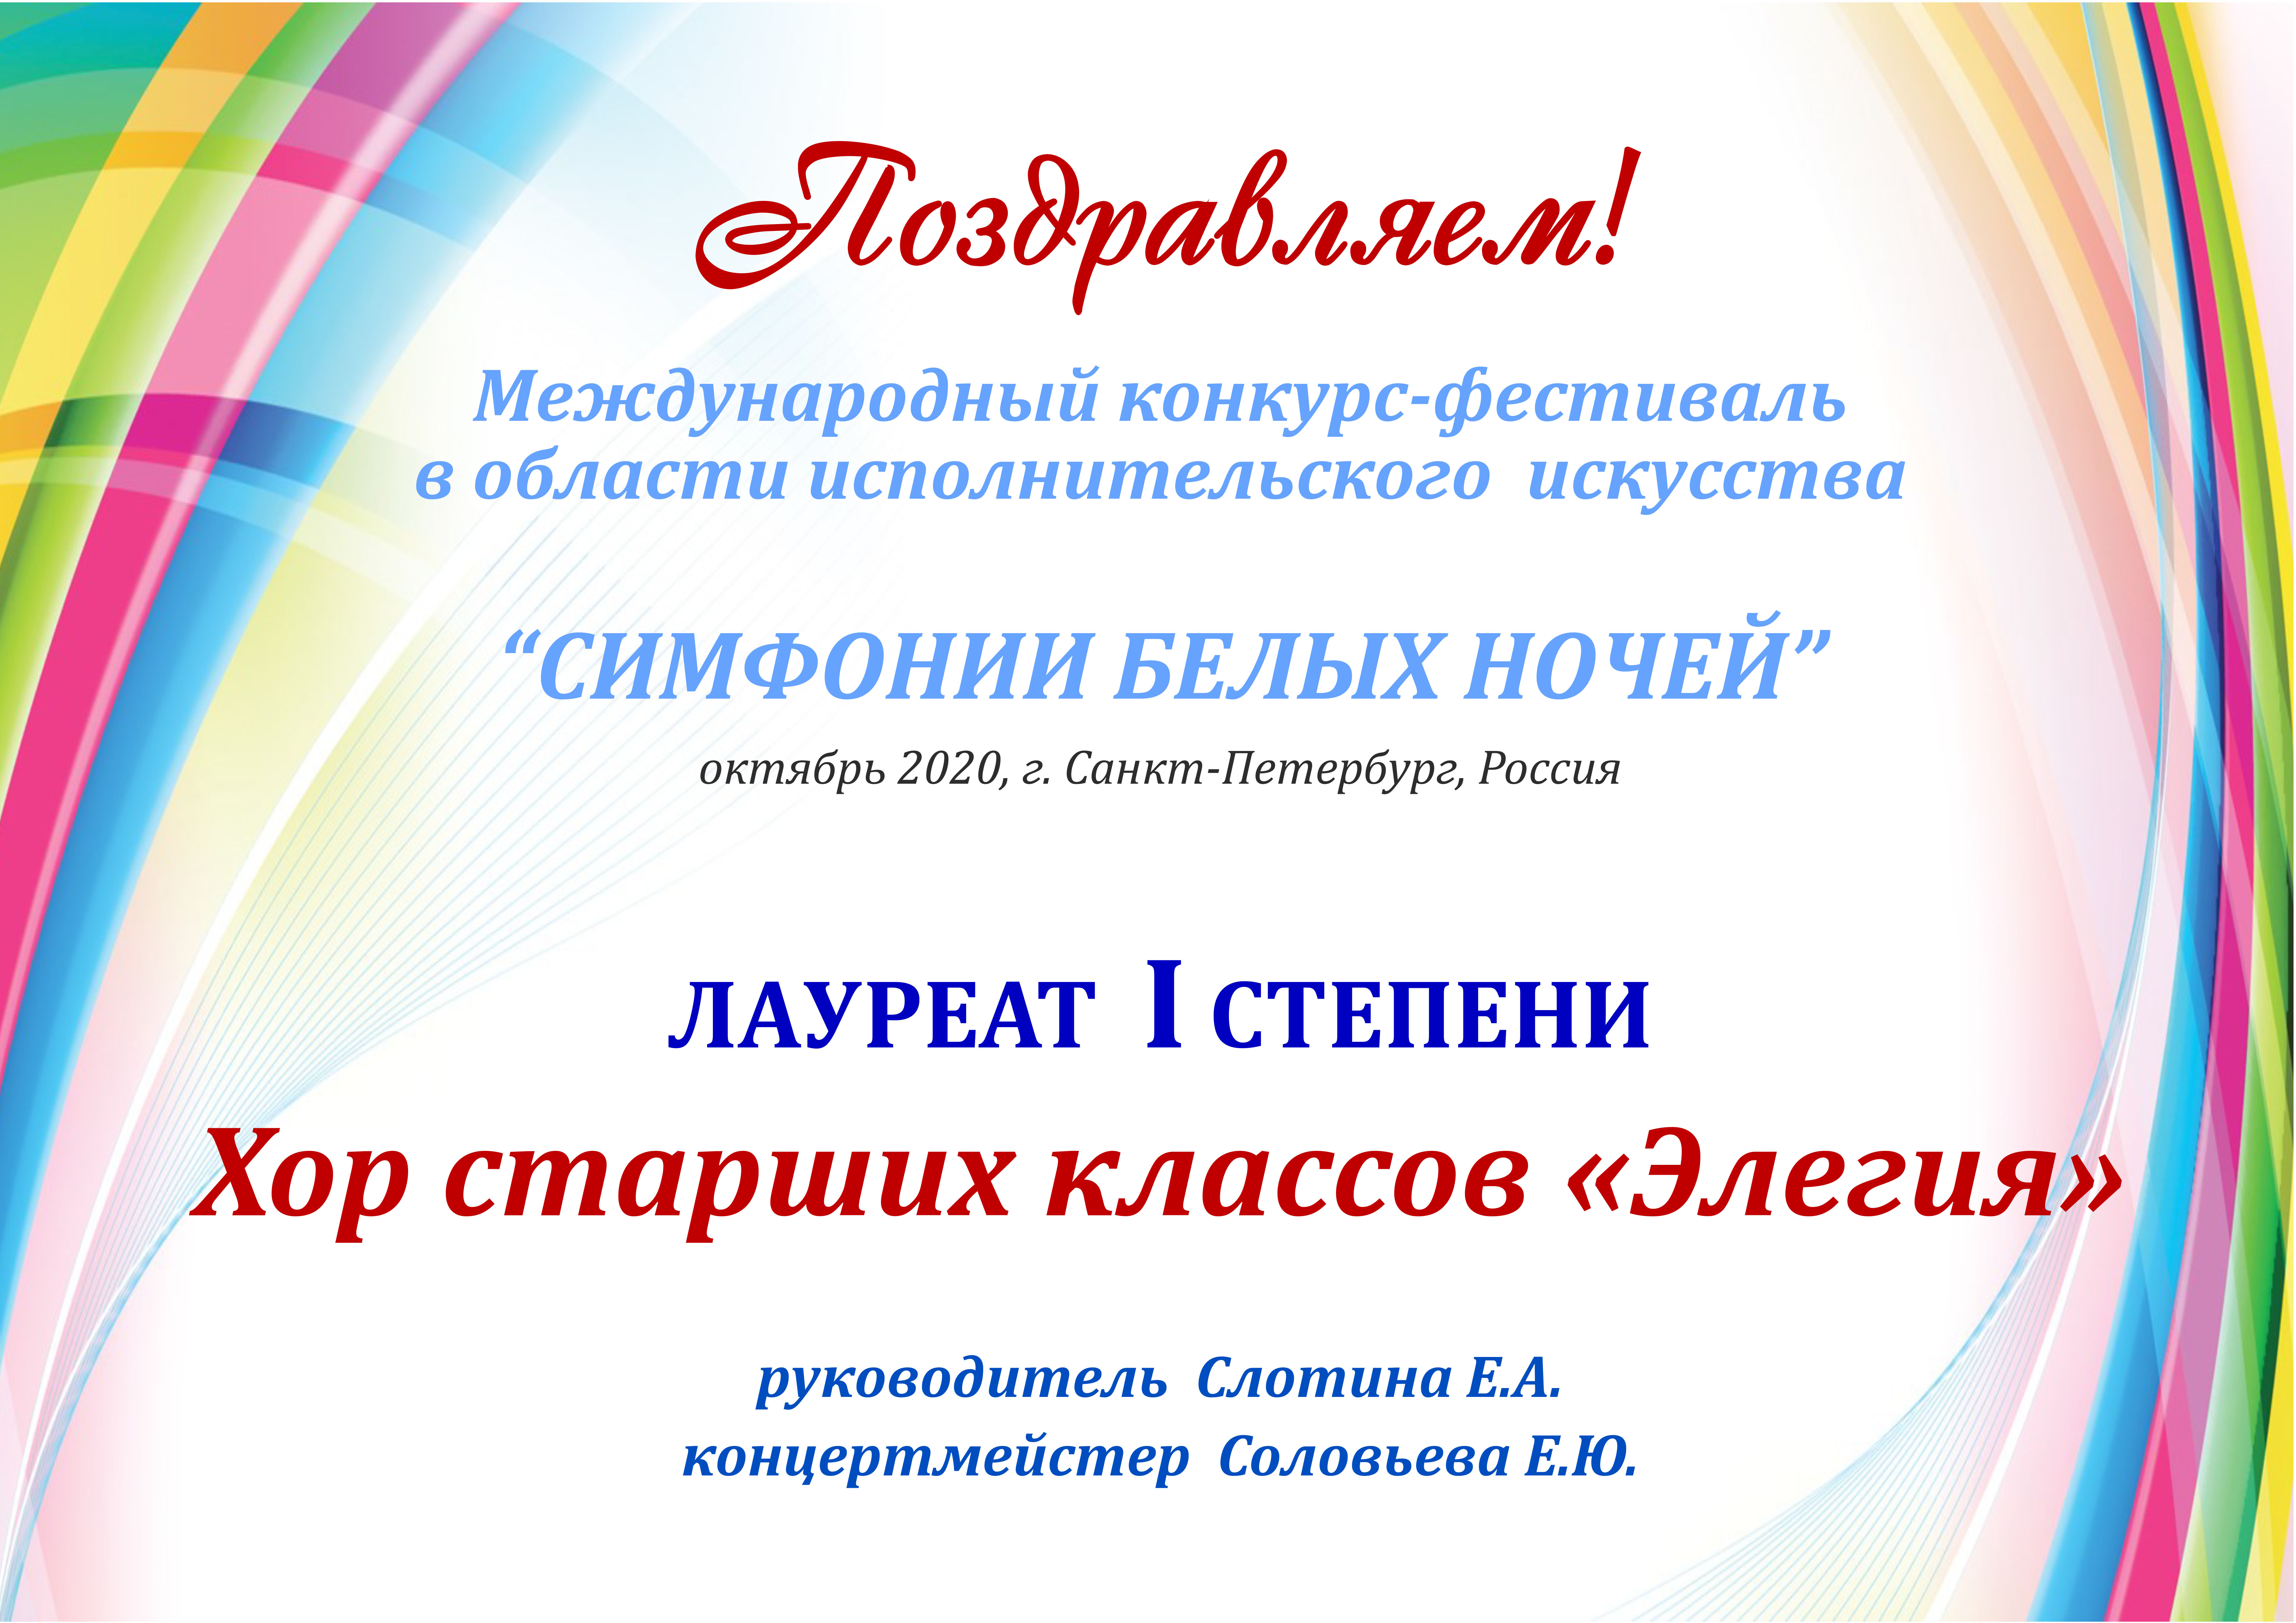 Поздравляем!
Международный конкурс-фестиваль
в области исполнительского искусства
“СИМФОНИИ БЕЛЫХ НОЧЕЙ”
октябрь 2020, г. Санкт-Петербург, Россия
ЛАУРЕАТ I СТЕПЕНИ
Хор старших классов «Элегия»
руководитель Слотина Е.А.
концертмейстер Соловьева Е.Ю.